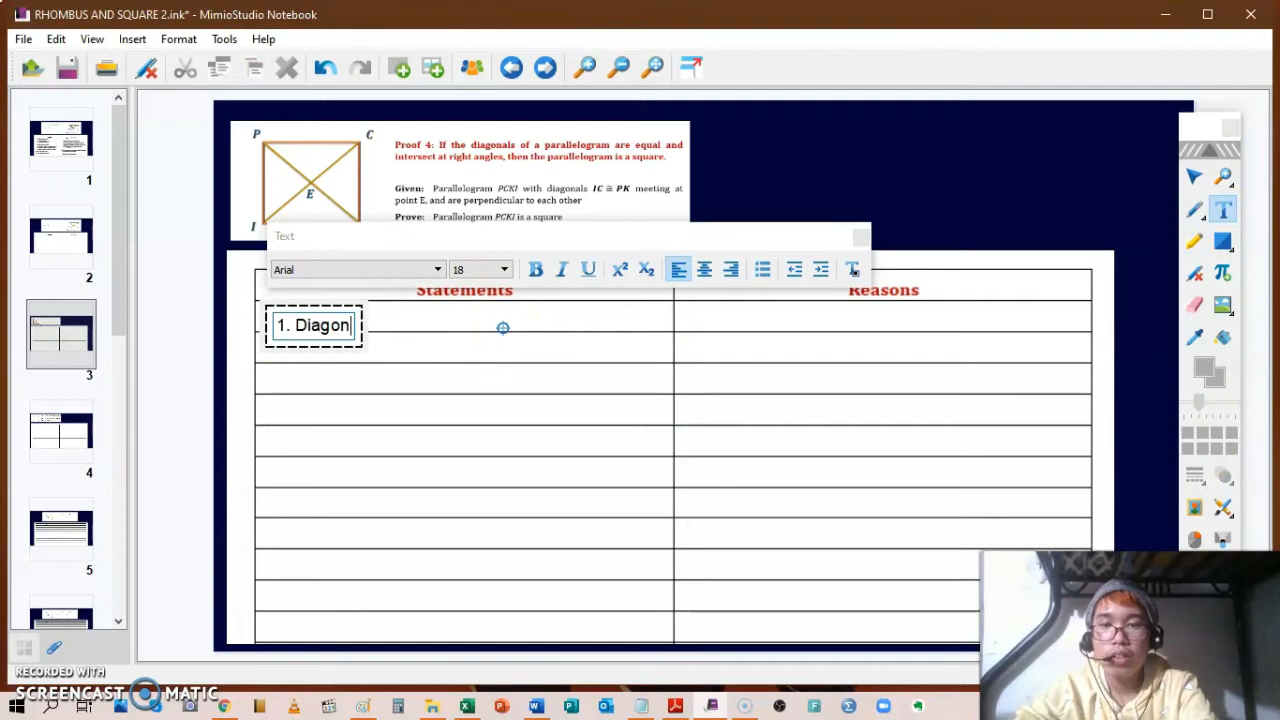 RHOMBUS AND SQUARE 2.ink* - MimioStudio Notebook
File Edit View Insert Format Tools Help
1
2
3
4
5
P C
E
I
Proof 4: If the diagonals of a parallelogram are equal and
intersect at right angles, then the parallelogram is a square.
Given: Parallelogram PCKI with diagonals IC ≅ PK meeting at
point E, and are perpendicular to each other
Prove: Parallelogram PCKI is a square
Text
Arial 18 B I U X² X₂
Statements Reasons
1. Diagon
RECORDED WITH
SCREENCAST MATIC